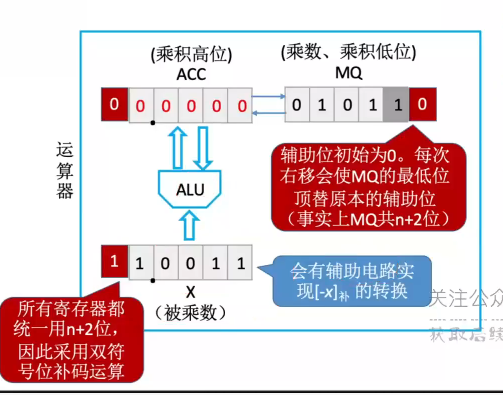 (乘积高位)
ACC
(乘数、乘积低位)
MQ
0 0 0 0 0 0
0 1 0 1 1 0
运算器
ALU
辅助位初始为0。每次
右移会使MQ的最低位
顶替原本的辅助位
（事实上MQ共n+2位）
1 1 0 0 1 1
X
（被乘数）
会有辅助电路实
现[-x]补 的转换
所有寄存器都
统一用n+2位，
因此采用双符
号位补码运算
关注公众
获取后续